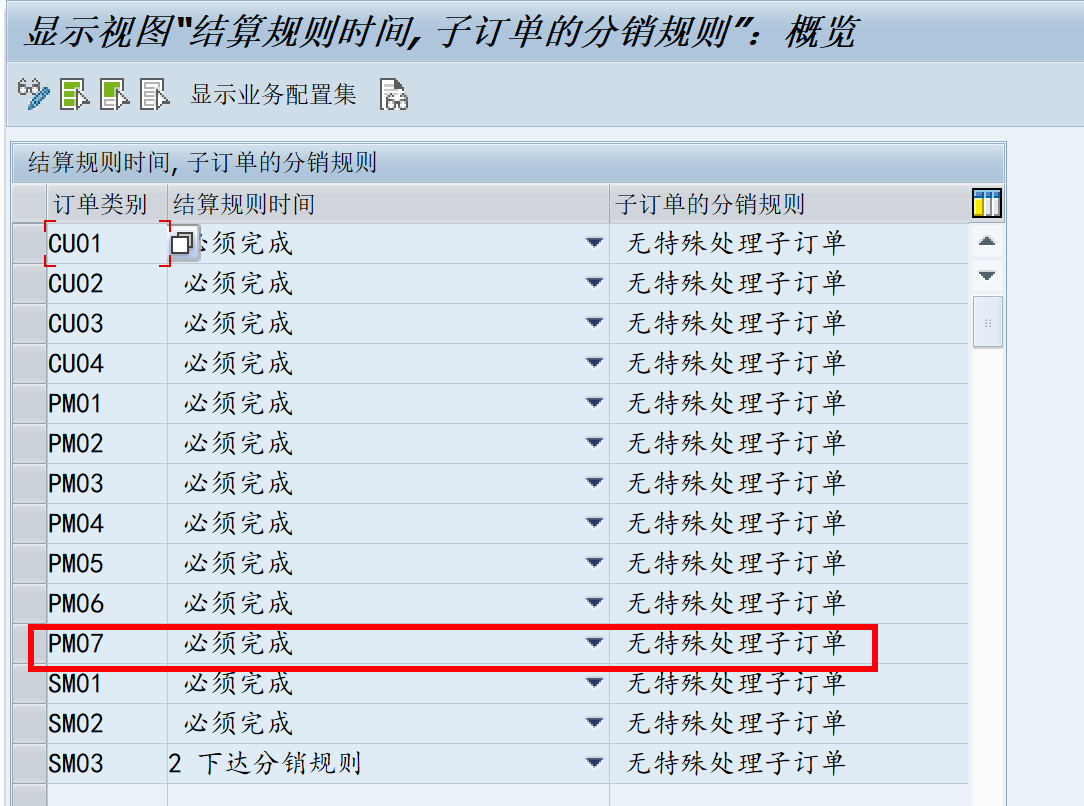 显示视图"结算规则时间,子订单的分销规则": 概览
显示业务配置集
结算规则时间,子订单的分销规则
订单类别 结算规则时间 子订单的分销规则
CU01 必须完成 无特殊处理子订单
CU02 必须完成 无特殊处理子订单
CU03 必须完成 无特殊处理子订单
CU04 必须完成 无特殊处理子订单
PM01 必须完成 无特殊处理子订单
PM02 必须完成 无特殊处理子订单
PM03 必须完成 无特殊处理子订单
PM04 必须完成 无特殊处理子订单
PM05 必须完成 无特殊处理子订单
PM06 必须完成 无特殊处理子订单
PM07 必须完成 无特殊处理子订单
SM01 必须完成 无特殊处理子订单
SM02 必须完成 无特殊处理子订单
SM03 2 下达分销规则 无特殊处理子订单